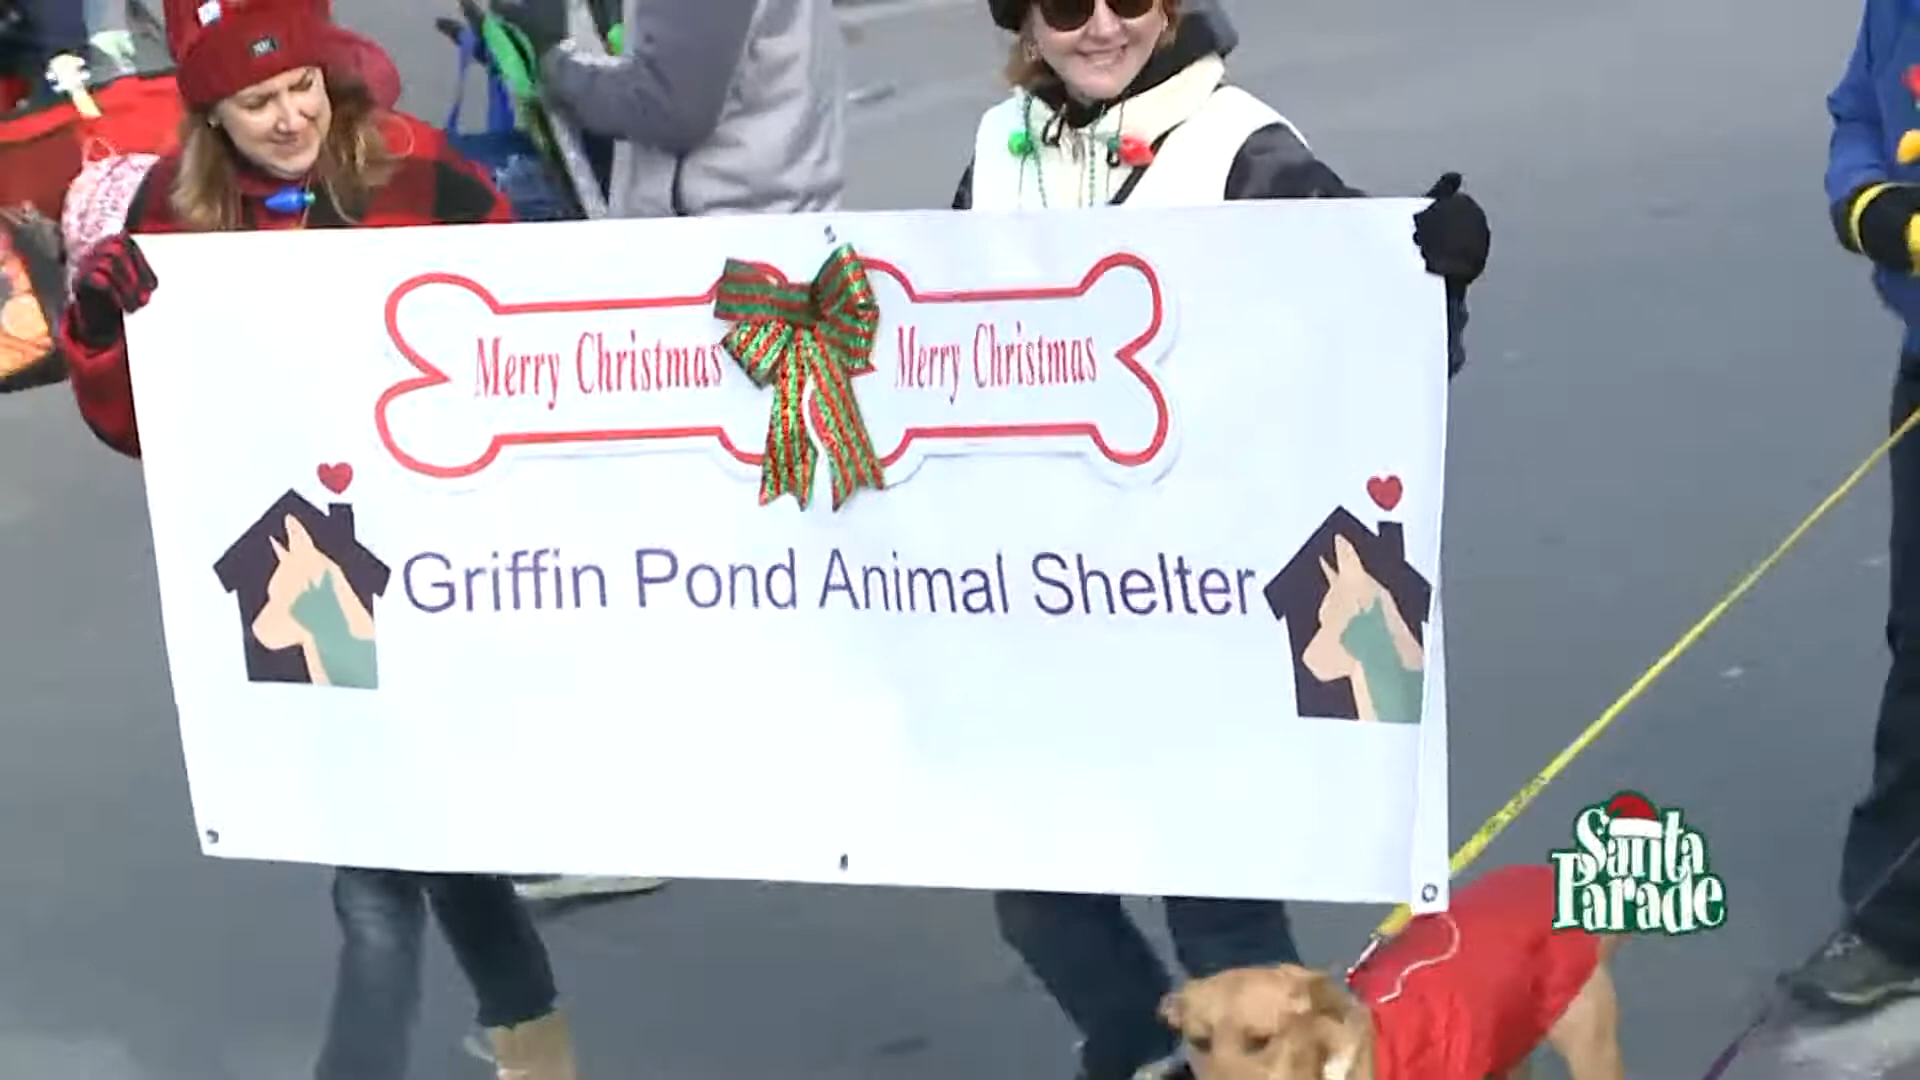 Merry Christmas Merry Christmas
Griffin Pond Animal Shelter
Santa
Parade